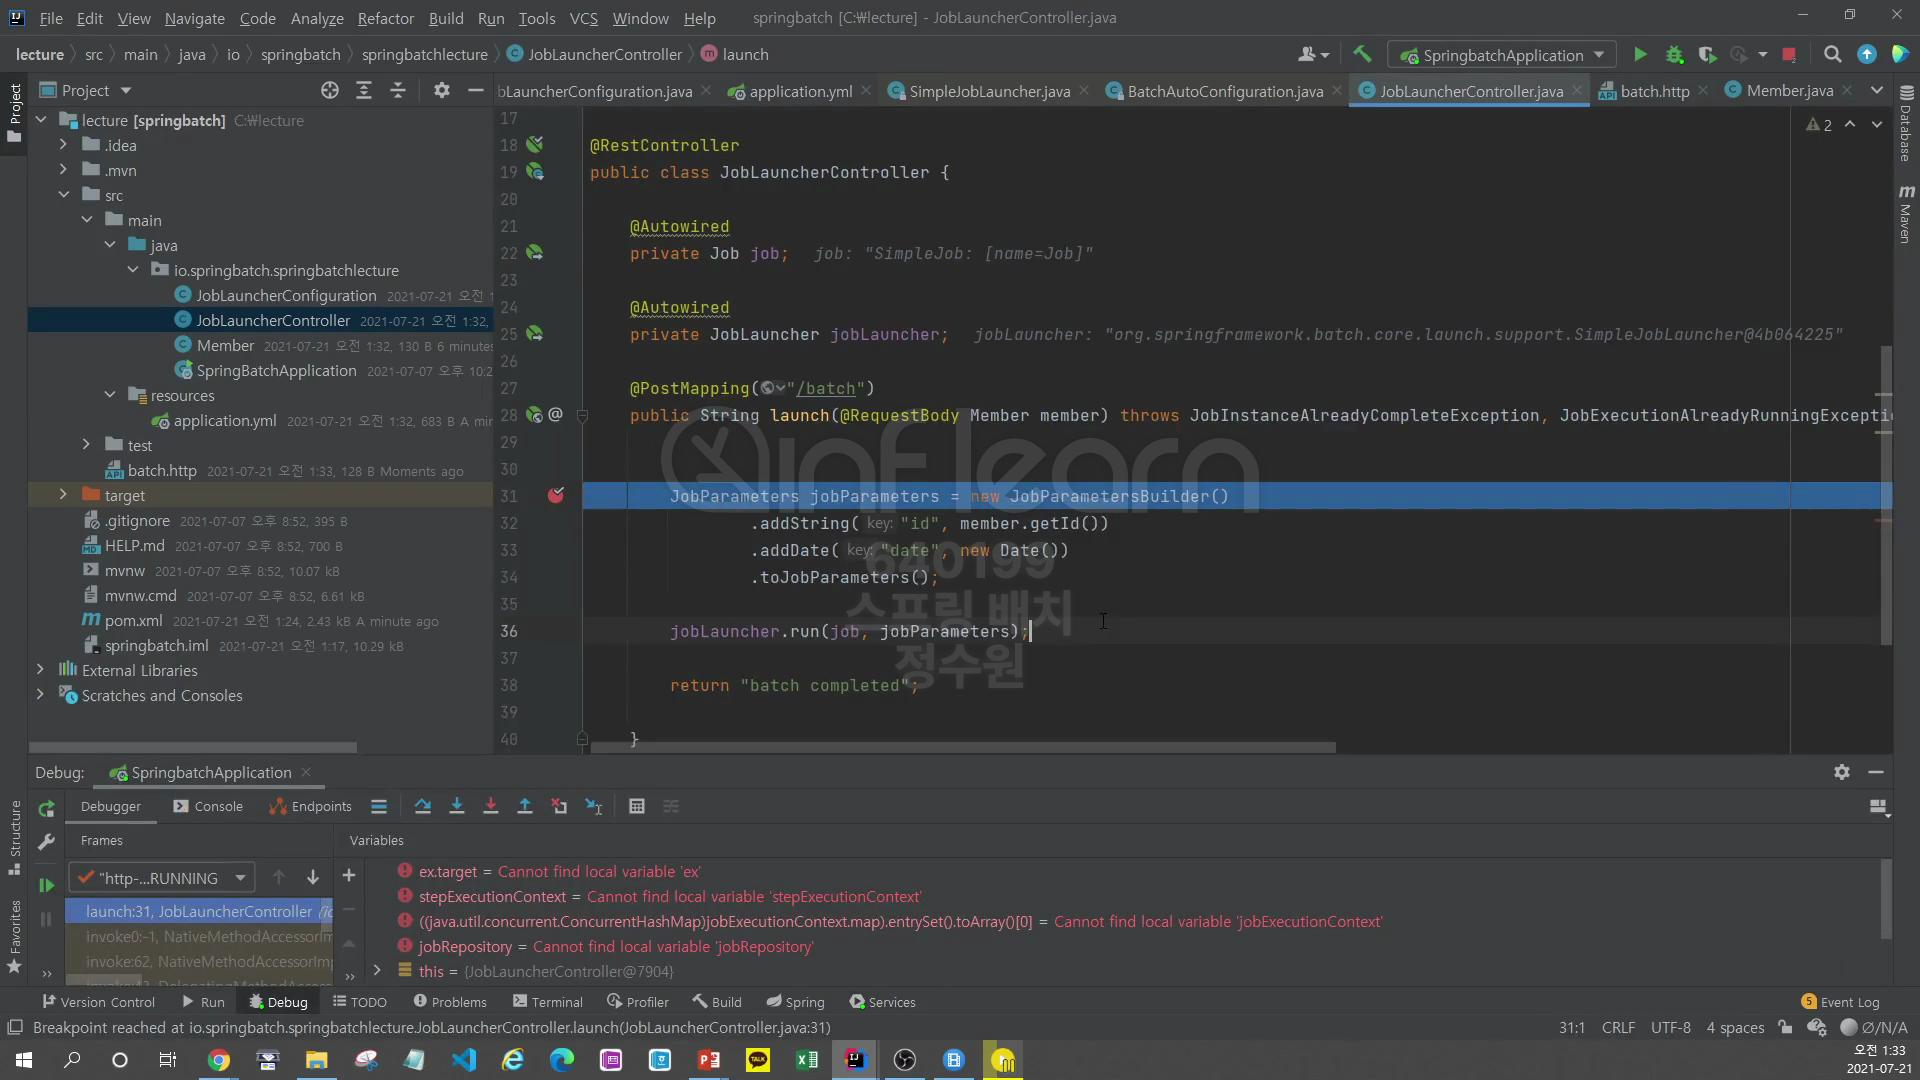 File Edit View Navigate Code Analyze Refactor Build Run Tools VCS Window Help springbatch [C:₩lecture] - JobLauncherController.java
lecture src main java io springbatch springbatchlecture JobLauncherController launch SpringbatchApplication
Project
bLauncherConfiguration.java application.yml SimpleJobLauncher.java BatchAutoConfiguration.java JobLauncherController.java batch.http Member.java
Project
Database
Maven
lecture [springbatch] C:₩lecture
.idea
.mvn
src
main
java
io.springbatch.springbatchlecture
JobLauncherConfiguration 2021-07-21 오전 1
JobLauncherController 2021-07-21 오전 1:32,
Member 2021-07-21 오전 1:32, 130 B 6 minutes
SpringBatchApplication 2021-07-18 오후 10:2
resources
application.yml 2021-07-21 오전 1:32, 683 B A min
test
batch.http 2021-07-21 오전 1:33, 128 B Moments ago
target
.gitignore 2021-07-21 오후 8:52, 395 B
HELP.md 2021-07-21 오후 8:52, 700 B
mvnw 2021-07-21 오후 8:52, 10.07 kB
mvnw.cmd 2021-07-21 오후 8:52, 6.61 kB
pom.xml 2021-07-21 오전 1:24, 2.43 kB A minute ago
springbatch.iml 2021-07-21 오전 1:17, 10.29 kB
External Libraries
Scratches and Consoles
2
17
18 @RestController
19 public class JobLauncherController {
20
21 @Autowired
22 private Job job; job: "SimpleJob: [name=Job]"
23
24 @Autowired
25 private JobLauncher jobLauncher; jobLauncher: "org.springframework.batch.core.launch.support.SimpleJobLauncher@4b064225"
26
27 @PostMapping("/batch")
28 public String launch(@RequestBody Member member) throws JobInstanceAlreadyCompleteException, JobExecutionAlreadyRunningExcepti
29
30
31 JobParameters jobParameters = new JobParametersBuilder()
32 .addString( key: "id", member.getId())
33 .addDate( key: "date", new Date())
34 .toJobParameters();
35
36 jobLauncher.run(job, jobParameters);
37
38 return "batch completed";
39
40 }
inflearn
640199
스프링 배치
정수원
Debug: SpringbatchApplication
Debugger Console Endpoints
Frames Variables
"http-...RUNNING
launch:31, JobLauncherController (io
invoke0:-1, NativeMethodAccessorIm
invoke:62, NativeMethodAccessorImp
ex.target = Cannot find local variable 'ex'
stepExecutionContext = Cannot find local variable 'stepExecutionContext'
((java.util.concurrent.ConcurrentHashMap)jobExecutionContext.map).entrySet().toArray()[0] = Cannot find local variable 'jobExecutionContext'
jobRepository = Cannot find local variable 'jobRepository'
this = {JobLauncherController@7904}
Structure
Favorites
Version Control Run Debug TODO Problems Terminal Profiler Build Spring Services 5 Event Log
Breakpoint reached at io.springbatch.springbatchlecture.JobLauncherController.launch(JobLauncherController.java:31) 31:1 CRLF UTF-8 4 spaces Ø/N/A
TALK
오전 1:33
2021-07-21